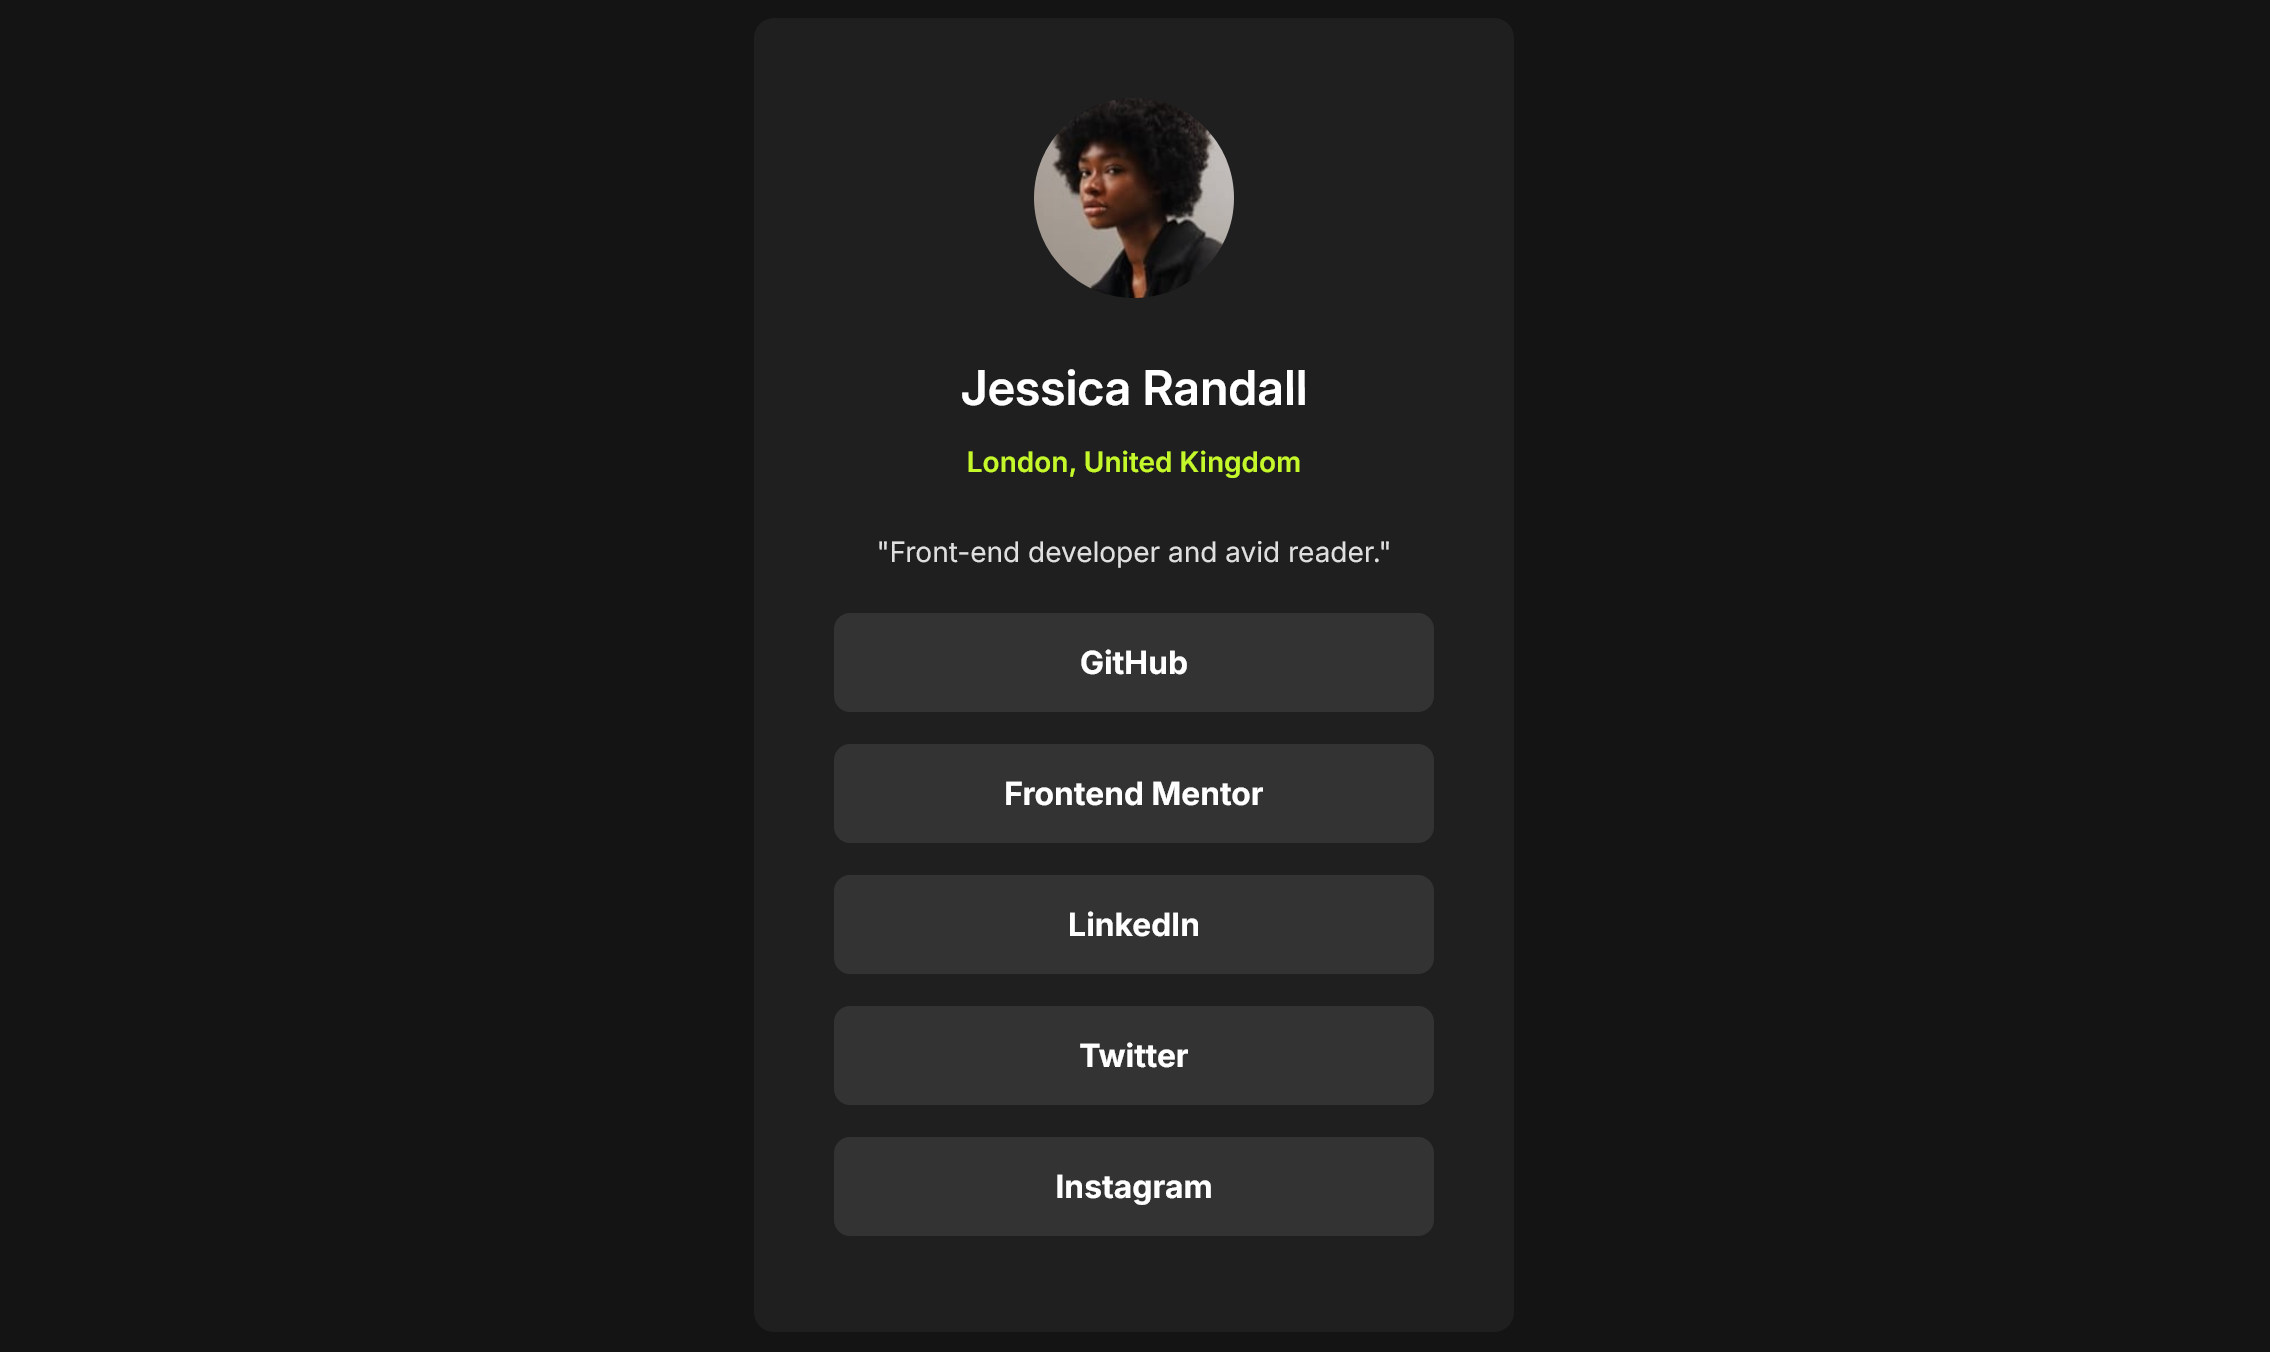 Jessica Randall
London, United Kingdom
"Front-end developer and avid reader."
GitHub
Frontend Mentor
LinkedIn
Twitter
Instagram